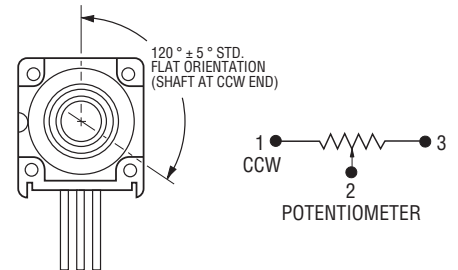 120 ° ± 5 ° STD.
FLAT ORIENTATION
(SHAFT AT CCW END)
1
3
CCW
2
POTENTIOMETER